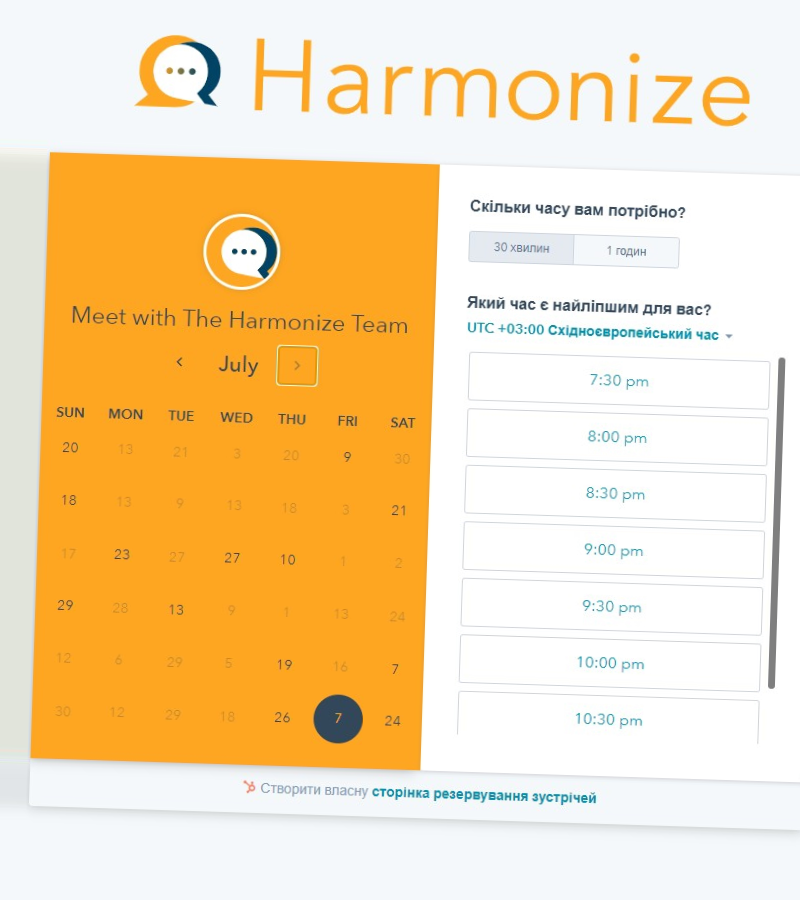 Harmonize
Meet with The Harmonize Team
July
SUN MON TUE WED THU FRI SAT
20 13 21 3 20 9 30
18 13 9 13 18 3 21
17 23 27 27 10 1 2
29 28 13 9 1 13 24
12 6 29 5 19 16 7
30 12 29 18 26 7 24
Скільки часу вам потрібно?
30 хвилин 1 годин
Який час є найліпшим для вас?
UTC +03:00 Східноєвропейський час
7:30 pm
8:00 pm
8:30 pm
9:00 pm
9:30 pm
10:00 pm
10:30 pm
Створити власну сторінка резервування зустрічей